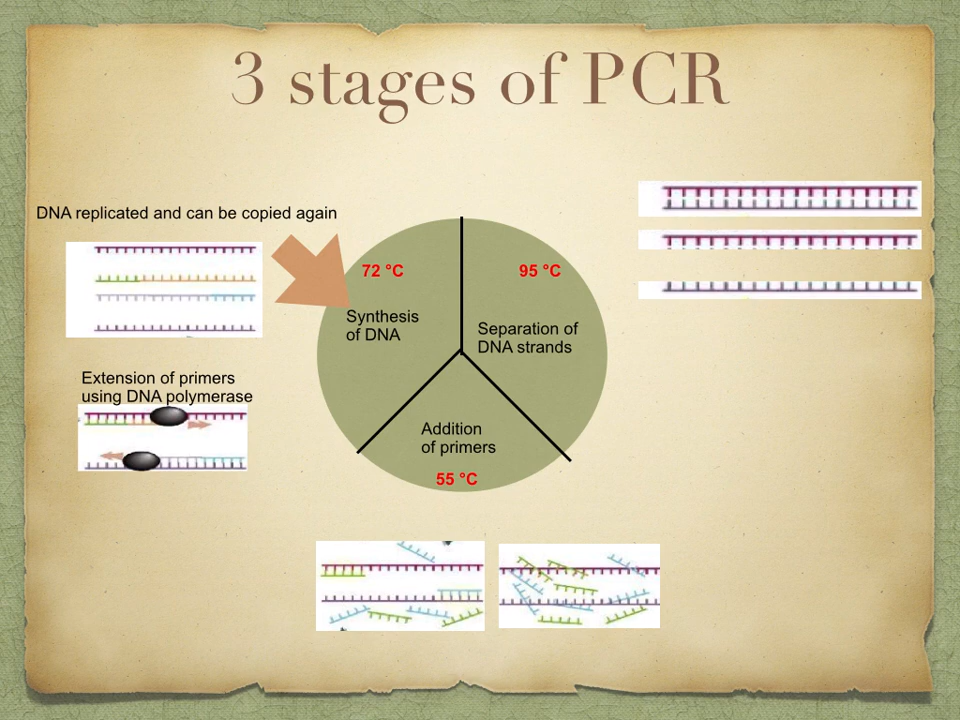 3 stages of PCR
DNA replicated and can be copied again
72 °C
95 °C
Synthesis
of DNA
Separation of
DNA strands
Extension of primers
using DNA polymerase
Addition
of primers
55 °C